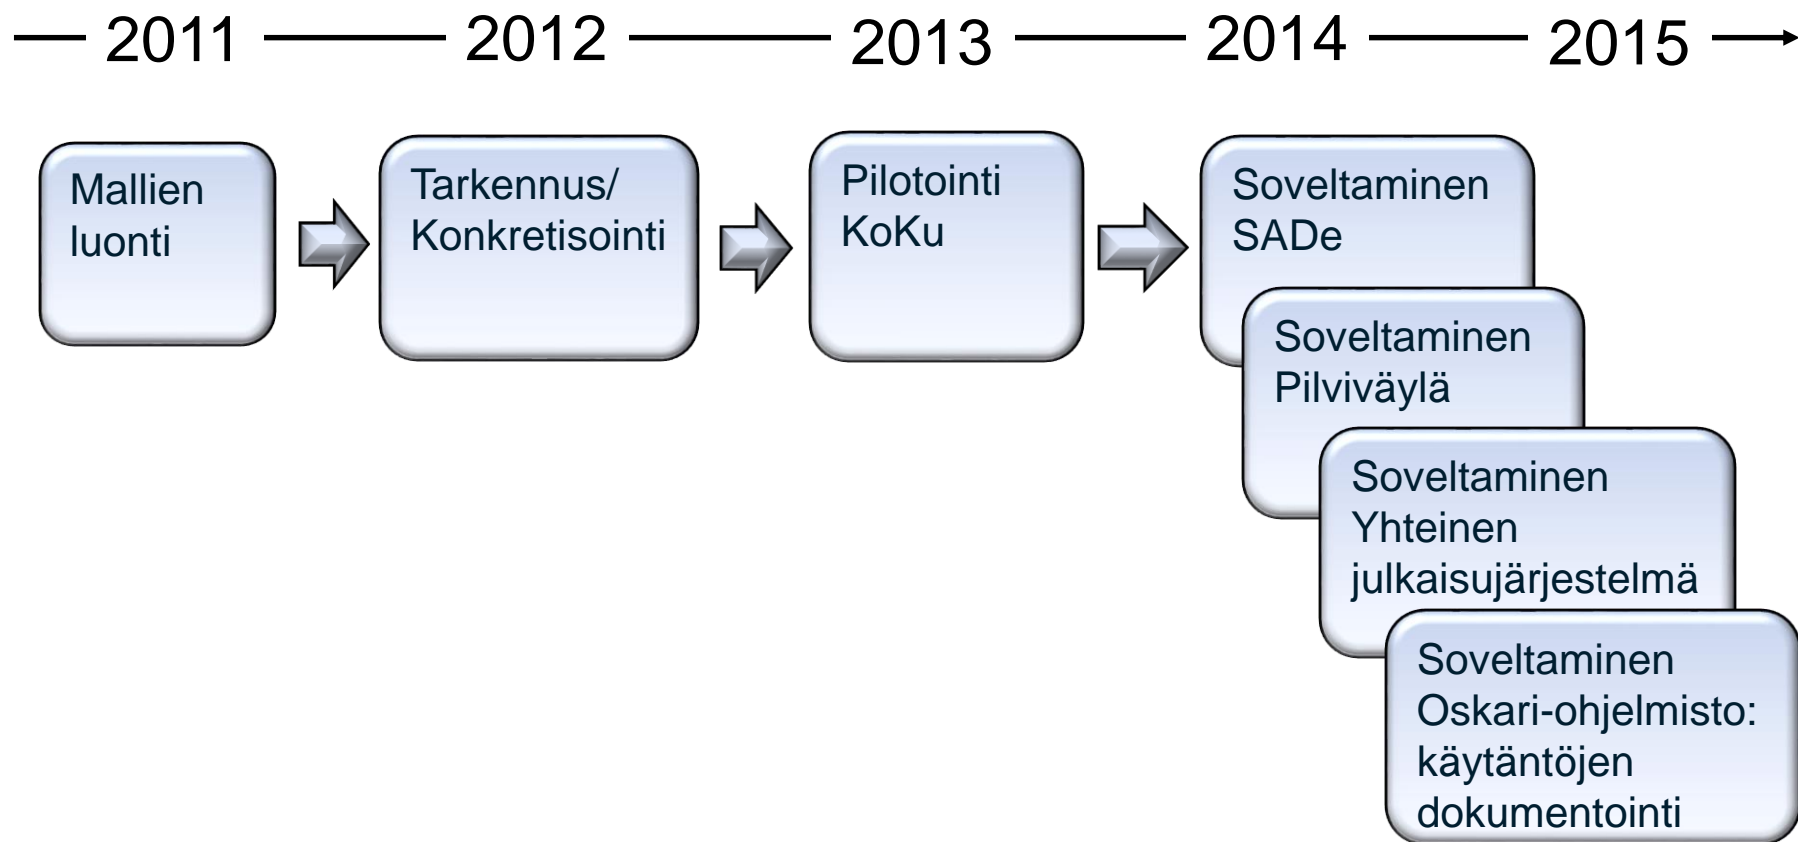 2011 2012 2013 2014 2015
Mallien
luonti
Tarkennus/
Konkretisointi
Pilotointi
KoKu
Soveltaminen
SADe
Soveltaminen
Pilviväylä
Soveltaminen
Yhteinen
julkaisujärjestelmä
Soveltaminen
Oskari-ohjelmisto:
käytäntöjen
dokumentointi